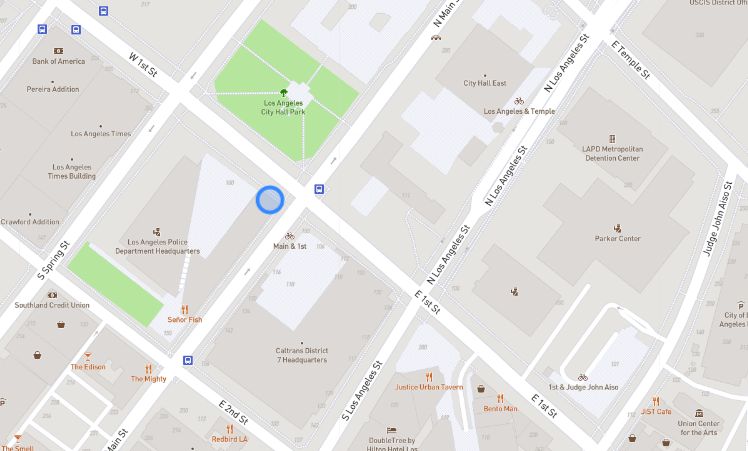 USCIS District Offi
N Main S
W 1st St
Bank of America
Pereira Addition
Los Angeles
City Hall Park
City Hall East
Los Angeles & Temple
N Los Angeles St
E Temple St
Los Angeles Times
Los Angeles
Times Building
LAPD Metropolitan
Detention Center
N Los Angeles St
100
Judge John Aiso St
Crawford Addition
Los Angeles Police
Department Headquarters
Main & 1st
Parker Center
N Los Angeles St
S Spring St
Southland Credit Union
Señor Fish
150
E 1st St
City of L
Angeles
Caltrans District
7 Headquarters
The Edison
The Mighty
S Los Angeles St
Justice Urban Tavern
1st & Judge John Aiso
Bento Man
E 1st St
JiST Cafe
E 2nd St
Redbird LA
Union Center
for the Arts
Main St
The Smell
DoubleTree by
Hilton Hotel Los